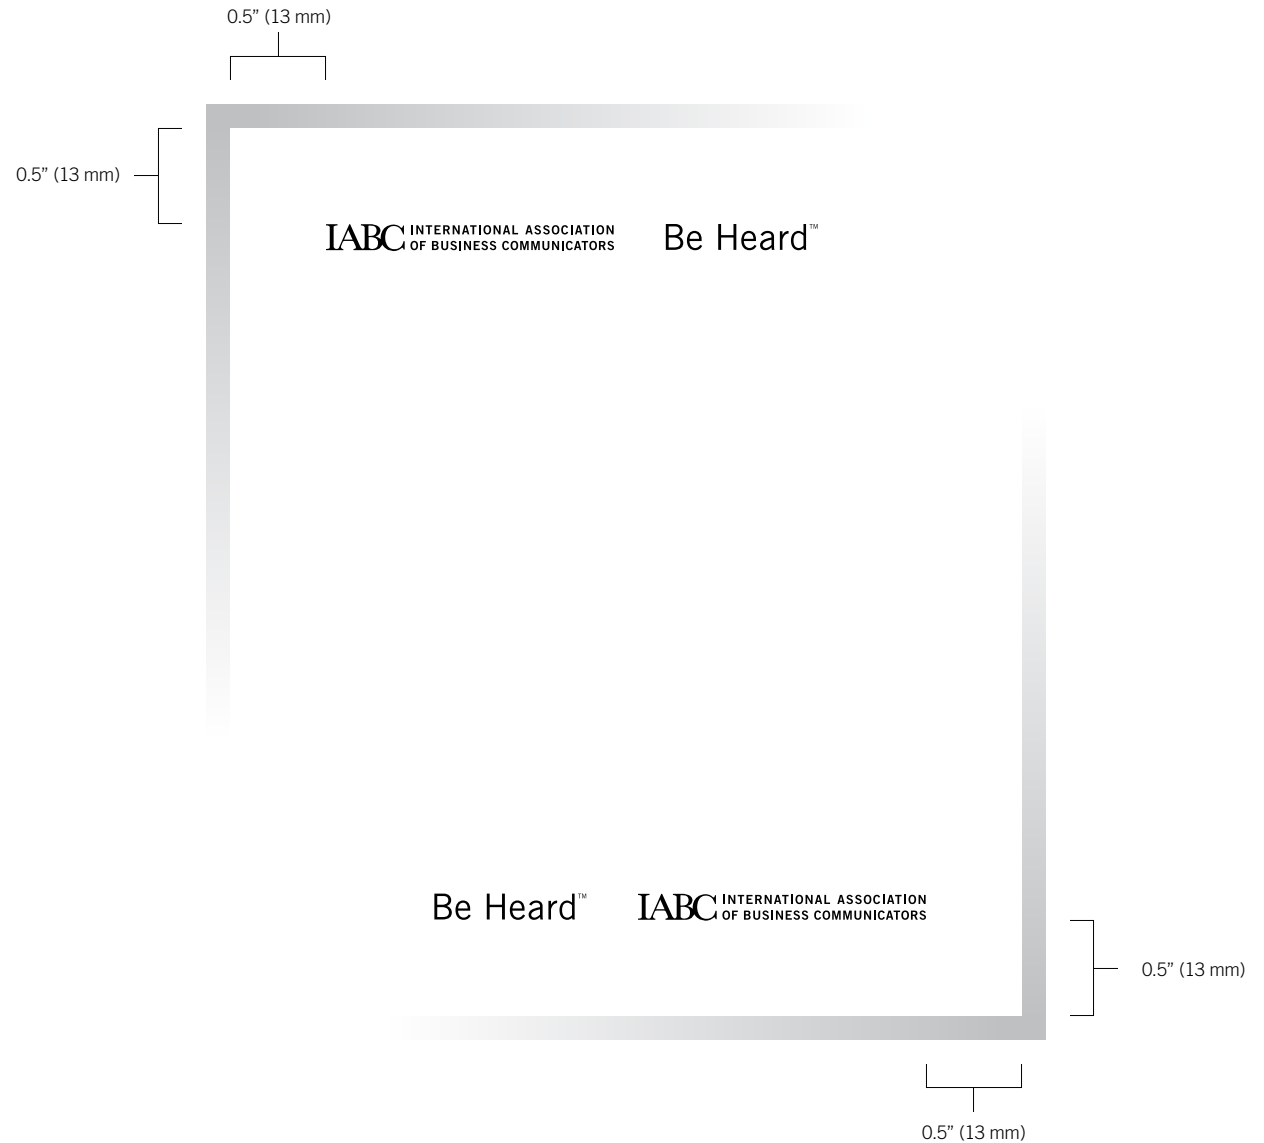 0.5” (13 mm)
0.5” (13 mm)
IABC INTERNATIONAL ASSOCIATION
OF BUSINESS COMMUNICATORS
Be Heard™
Be Heard™
IABC INTERNATIONAL ASSOCIATION
OF BUSINESS COMMUNICATORS
0.5” (13 mm)
0.5” (13 mm)